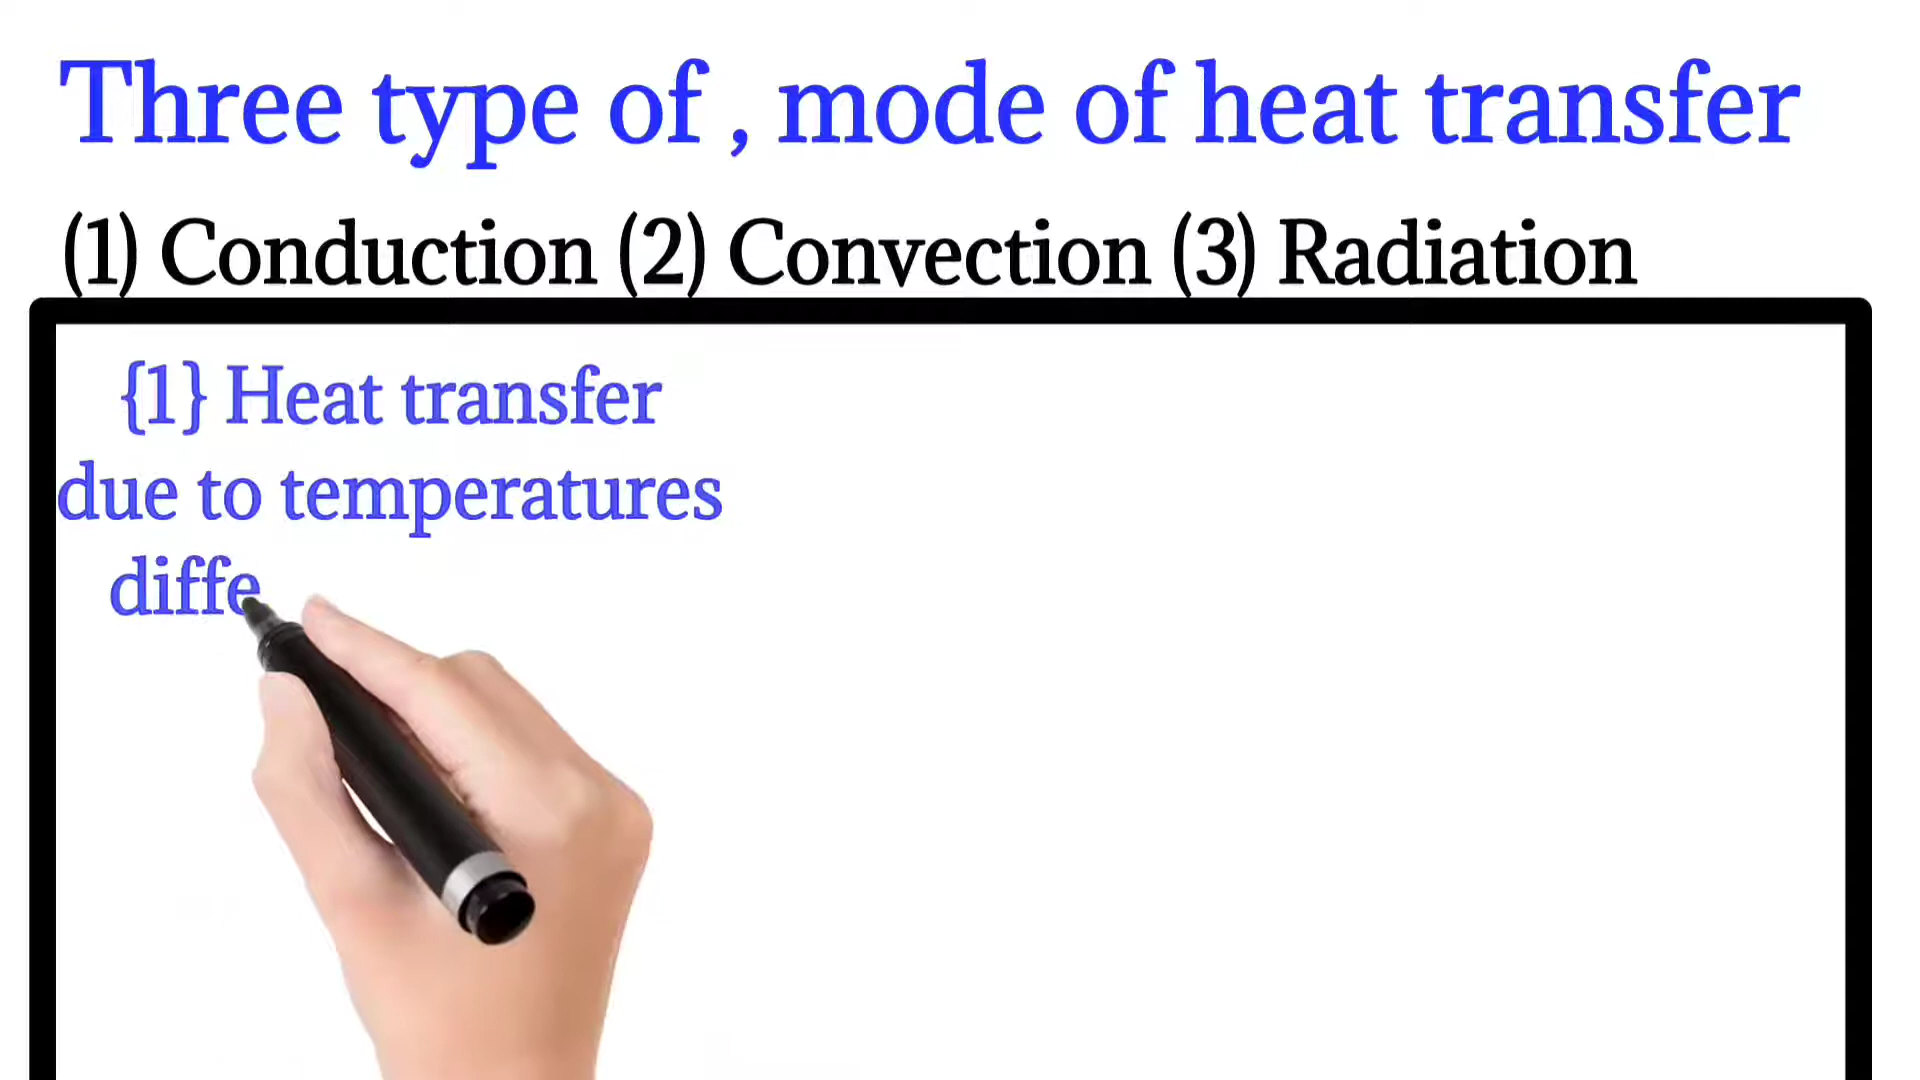 Three type of , mode of heat transfer
(1) Conduction (2) Convection (3) Radiation
{1} Heat transfer
due to temperatures
diffe